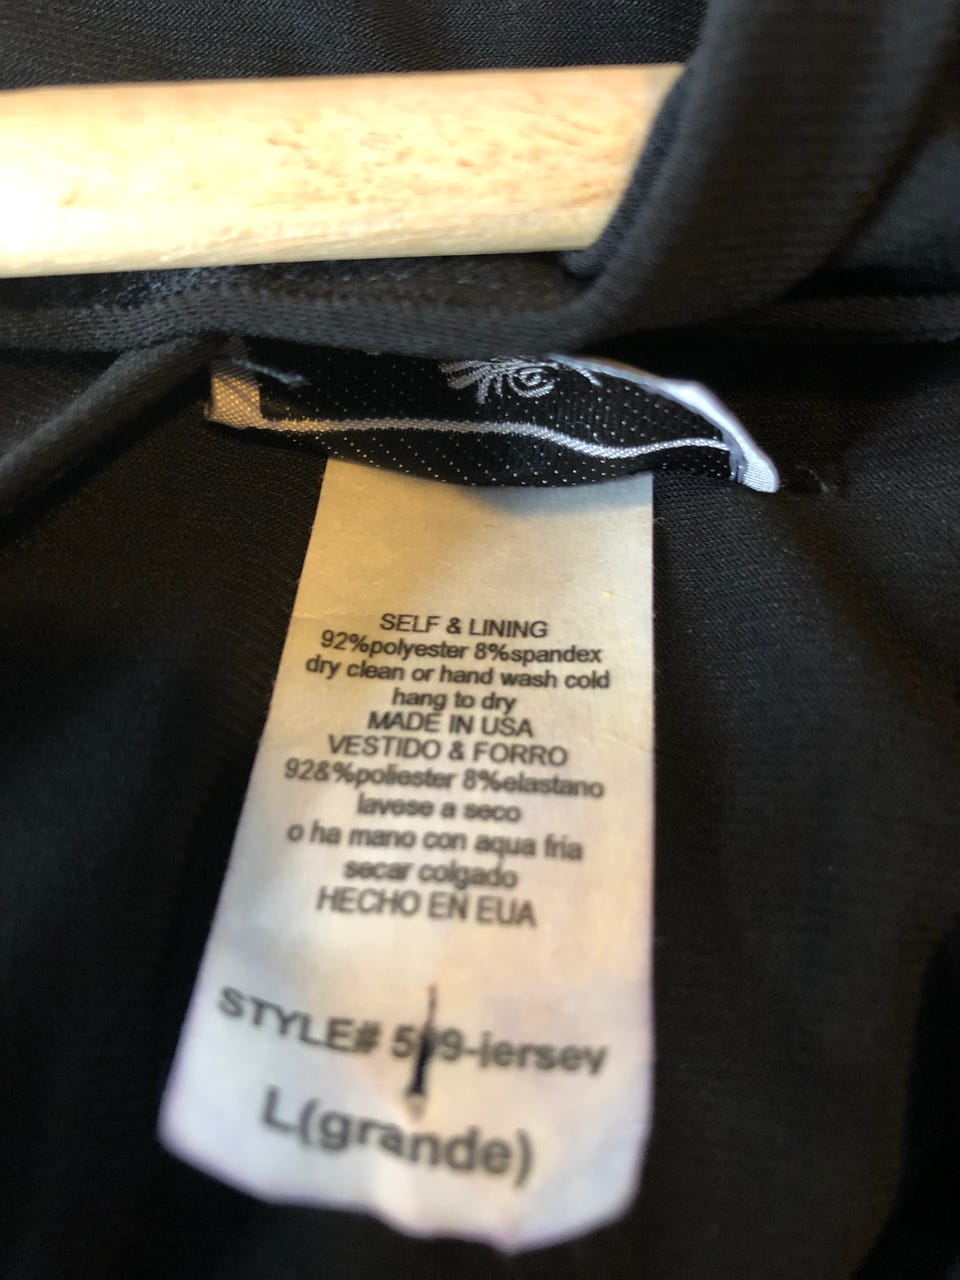 SELF & LINING
92%polyester 8%spandex
dry clean or hand wash cold
hang to dry
MADE IN USA
VESTIDO & FORRO
92&%poliester 8%elastano
lavese a seco
o ha mano con aqua fria
secar colgado
HECHO EN EUA
STYLE#
L(grande)